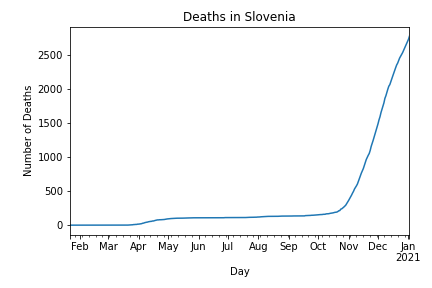 Deaths in Slovenia
Number of Deaths
2500
2000
1500
1000
500
0
Feb Mar Apr May Jun Jul Aug Sep Oct Nov Dec Jan
2021
Day